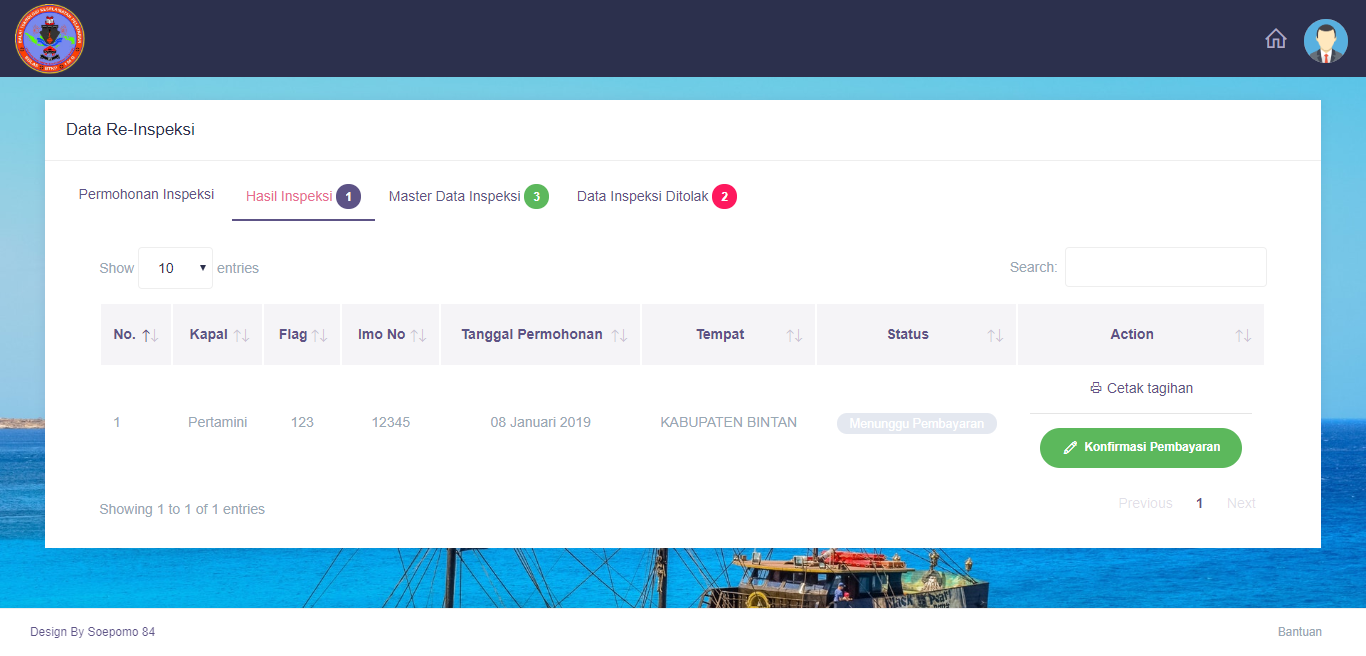 Data Re-Inspeksi
Permohonan Inspeksi Hasil Inspeksi 1 Master Data Inspeksi 3 Data Inspeksi Ditolak 2
Show 10 entries Search:
No. Kapal Flag Imo No Tanggal Permohonan Tempat Status Action
Cetak tagihan
1 Pertamini 123 12345 08 Januari 2019 KABUPATEN BINTAN Menunggu Pembayaran
Konfirmasi Pembayaran
Showing 1 to 1 of 1 entries Previous 1 Next
Design By Soepomo 84 Bantuan